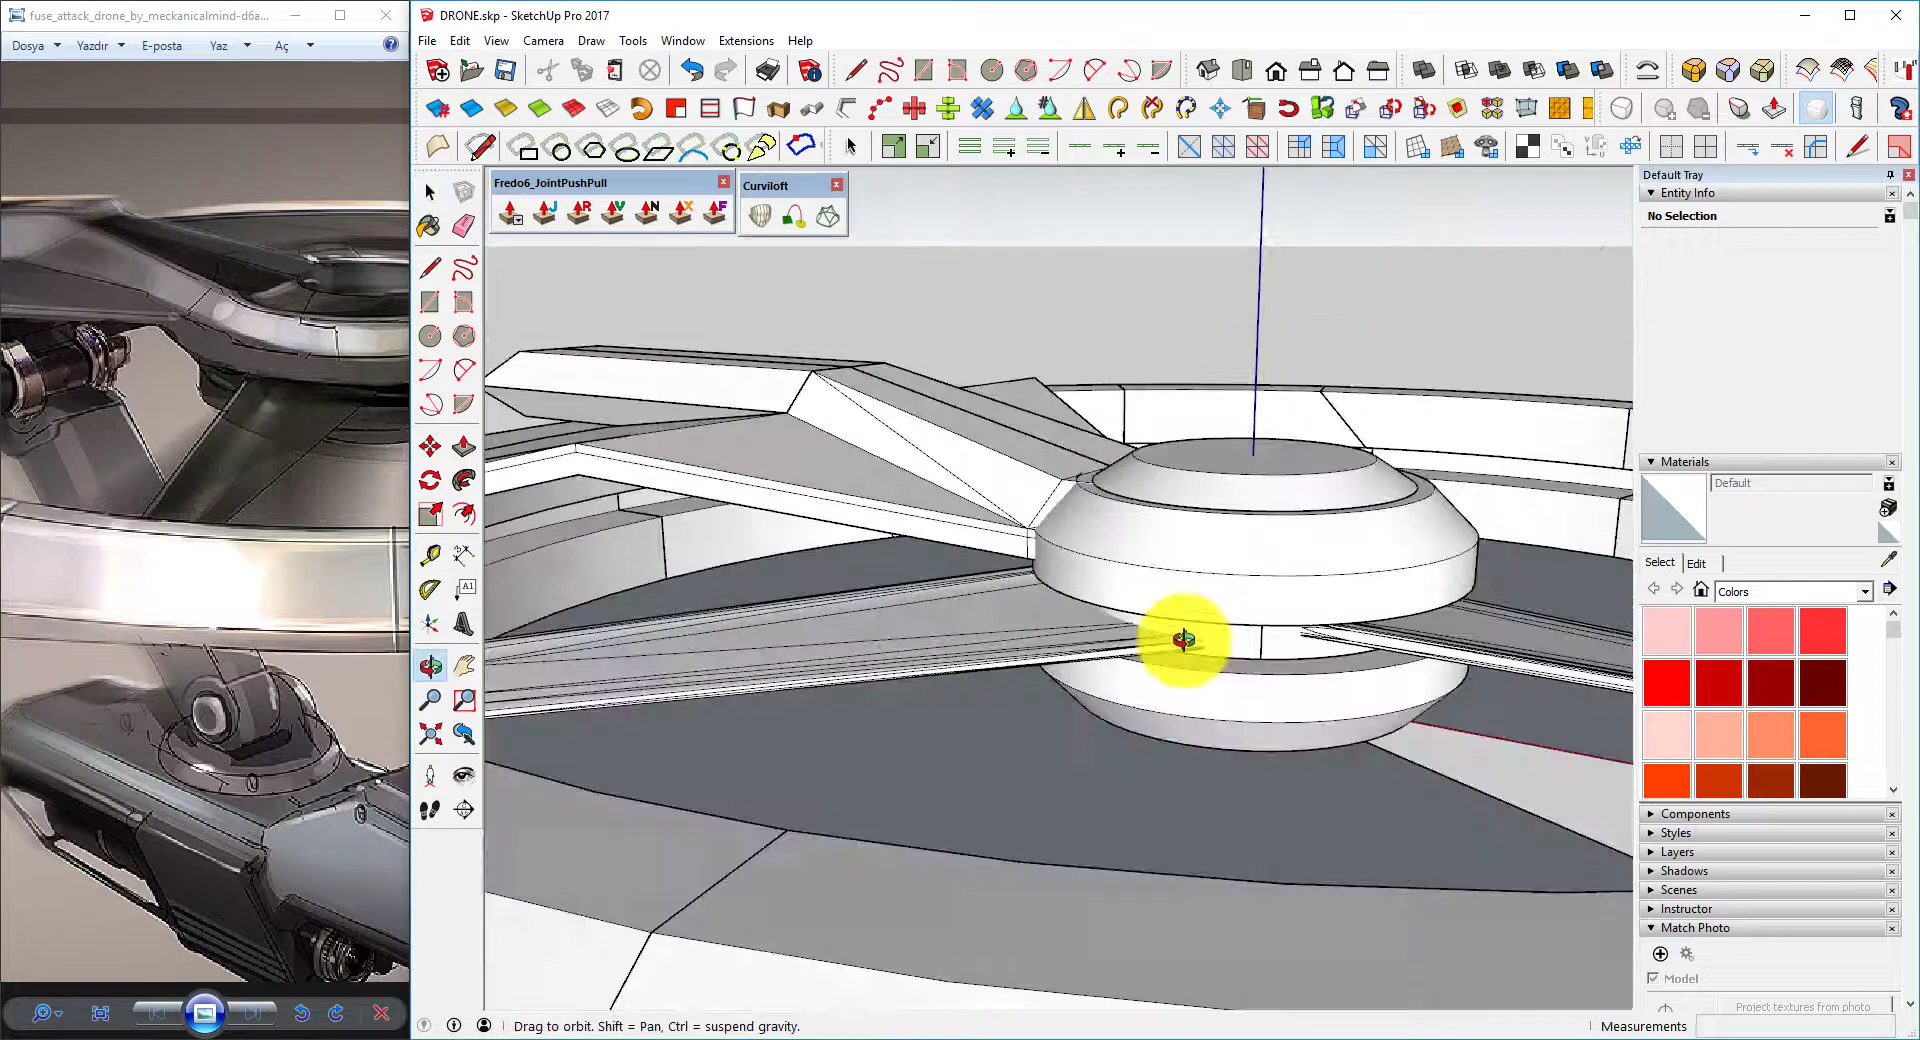 fuse_attack_drone_by_meckanicalmind-d6a...
Dosya
Yazdır
E-posta
Yaz
Aç
DRONE.skp - SketchUp Pro 2017
File
Edit
View
Camera
Draw
Tools
Window
Extensions
Help
Fredo6_JointPushPull
J
R
V
N
X
F
Curviloft
A1
Default Tray
Entity Info
No Selection
Materials
Default
Select
Edit
Colors
Components
Styles
Layers
Shadows
Scenes
Instructor
Match Photo
Model
Project textures from photo
Drag to orbit. Shift = Pan, Ctrl = suspend gravity.
Measurements